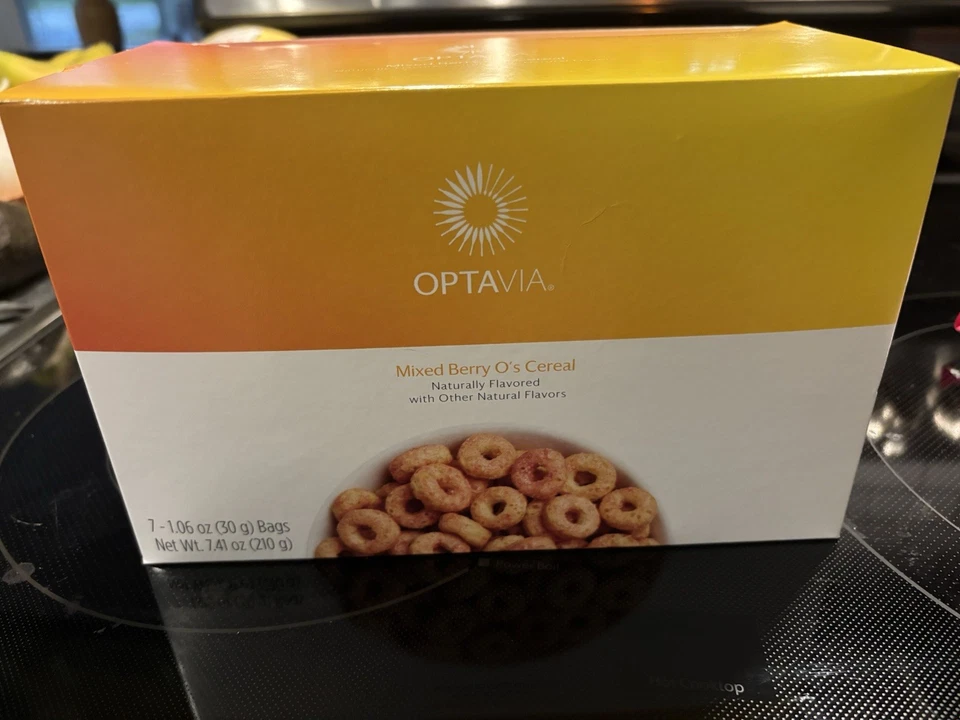 OPTAVIA®
Mixed Berry O's Cereal
Naturally Flavored
with Other Natural Flavors
7 - 1.06 oz (30 g) Bags
Net Wt. 7.41 oz (210 g)